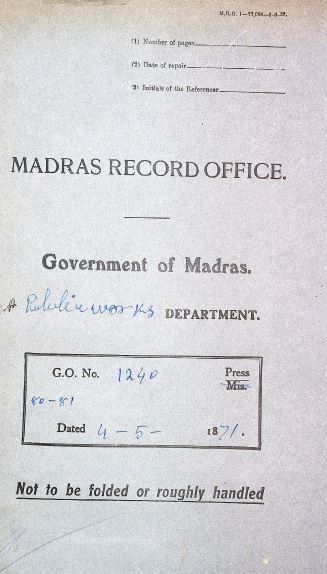 (1) Number of pages
(2) Date of repair
(3) Initials of the Referencer
MADRAS RECORD OFFICE.
Government of Madras.
Public works DEPARTMENT.
G.O. No. 1240 Press
Mis.
80-81
Dated 4-5- 1871.
Not to be folded or roughly handled